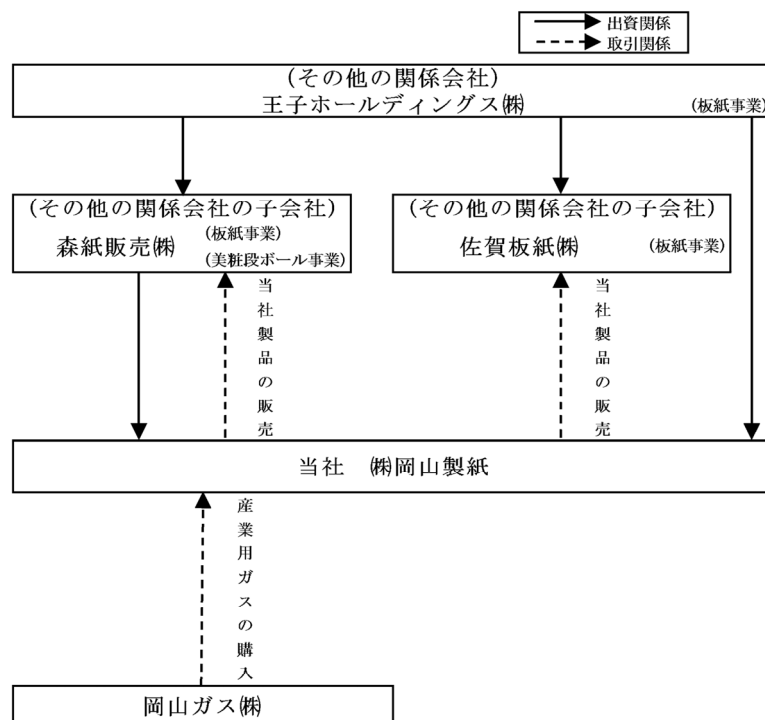 出資関係
取引関係
(その他の関係会社)
王子ホールディングス㈱
(板紙事業)
(その他の関係会社の子会社)
森紙販売㈱
(板紙事業)
(美粧段ボール事業)
(その他の関係会社の子会社)
佐賀板紙㈱
(板紙事業)
当社製品の販売
当社製品の販売
当社　㈱岡山製紙
産業用ガスの購入
岡山ガス㈱